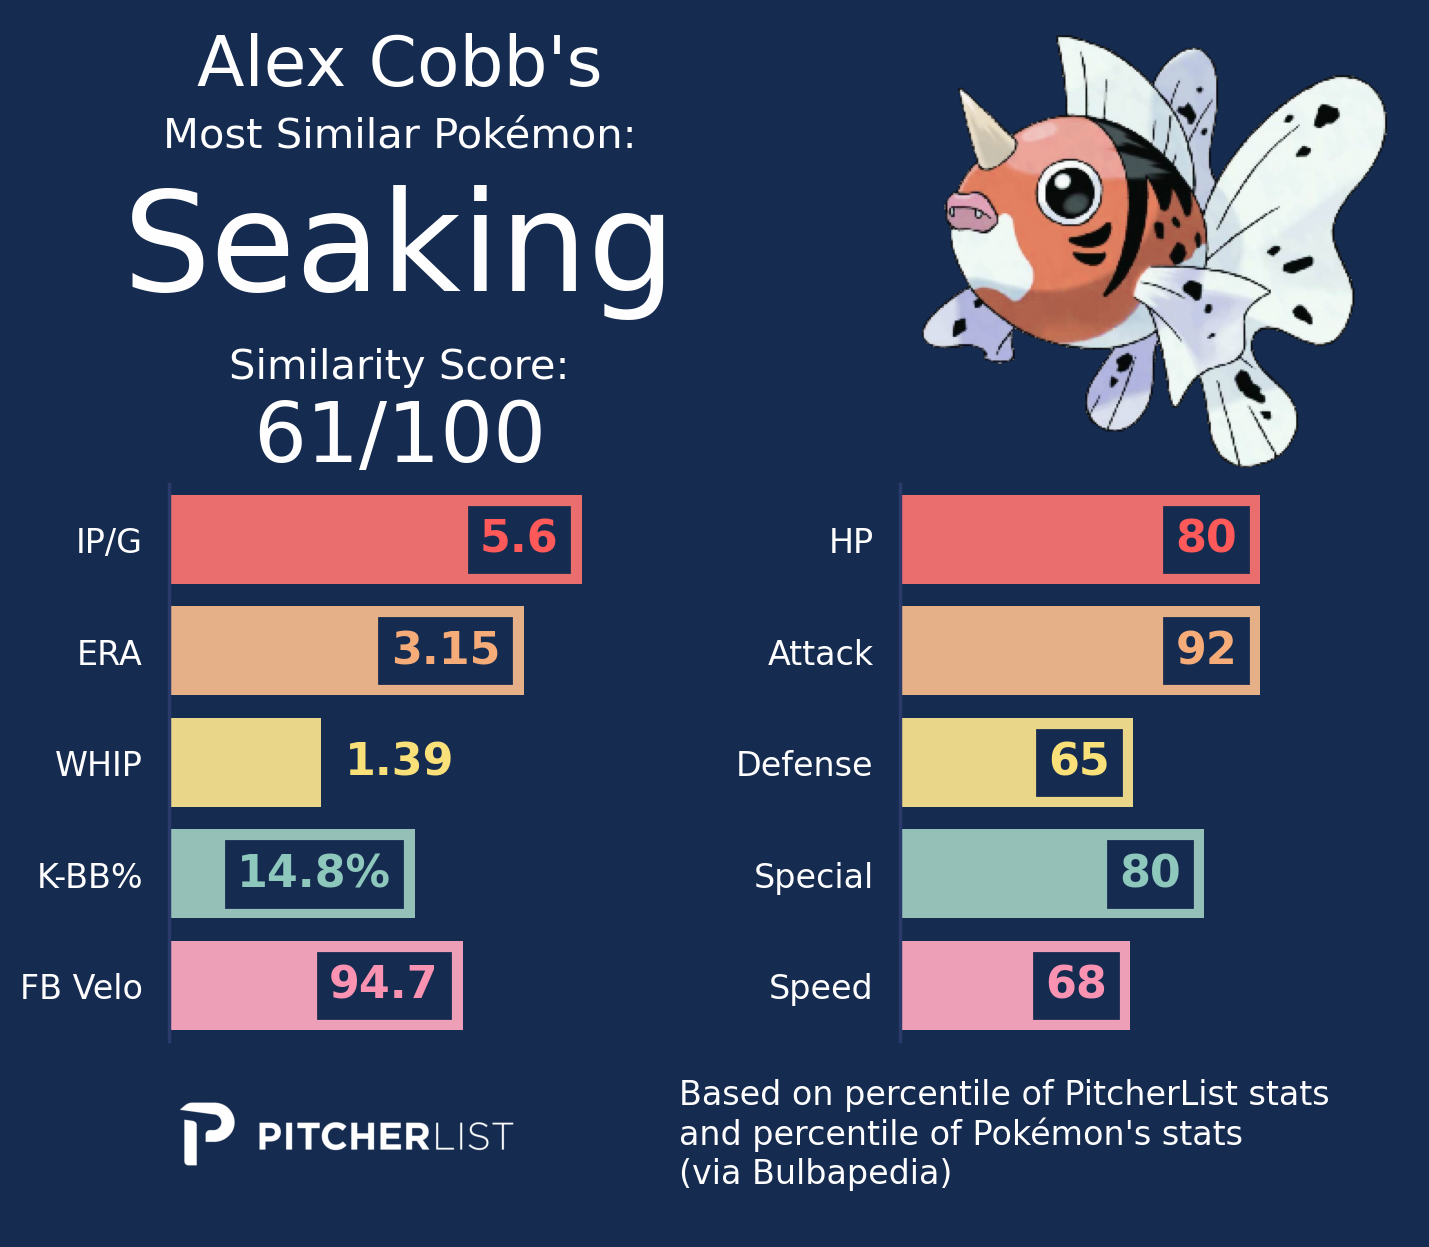 Alex Cobb's
Most Similar Pokémon:
Seaking
Similarity Score:
61/100
IP/G 5.6
ERA 3.15
WHIP 1.39
K-BB% 14.8%
FB Velo 94.7
HP 80
Attack 92
Defense 65
Special 80
Speed 68
PITCHERLIST
Based on percentile of PitcherList stats
and percentile of Pokémon's stats
(via Bulbapedia)